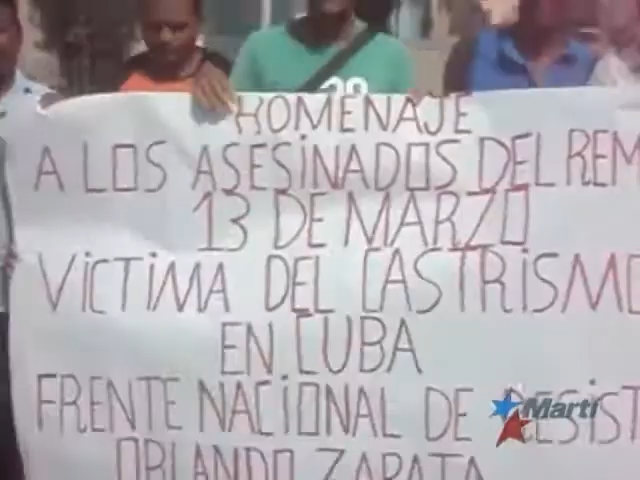 HOMENAJE
A LOS ASESINADOS DEL REM
13 DE MARZO
VICTIMA DEL CASTRISMO
EN CUBA
FRENTE NACIONAL DE RESIST
ORLANDO ZAPATA
Martí